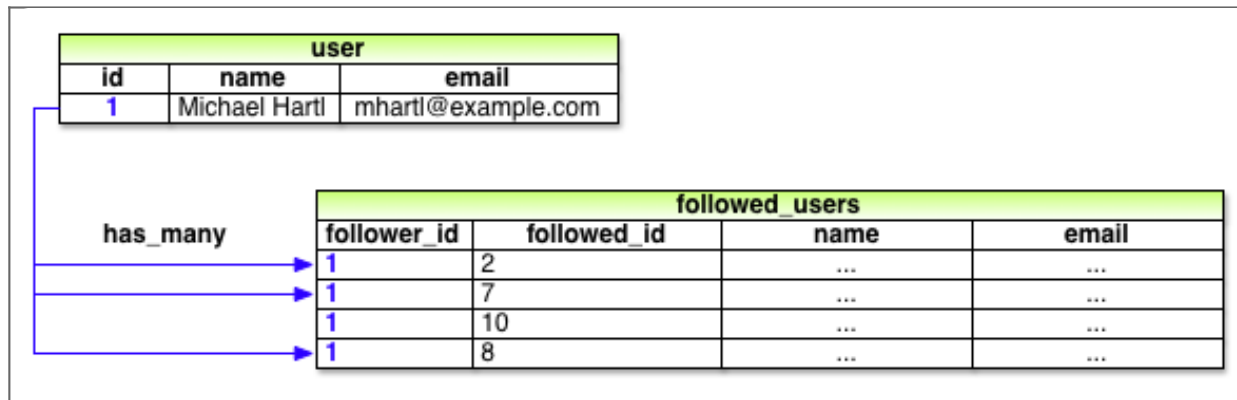 user
id name email
1 Michael Hartl mhartl@example.com
followed_users
has_many follower_id followed_id name email
1 2 ... ...
1 7 ... ...
1 10 ... ...
1 8 ... ...